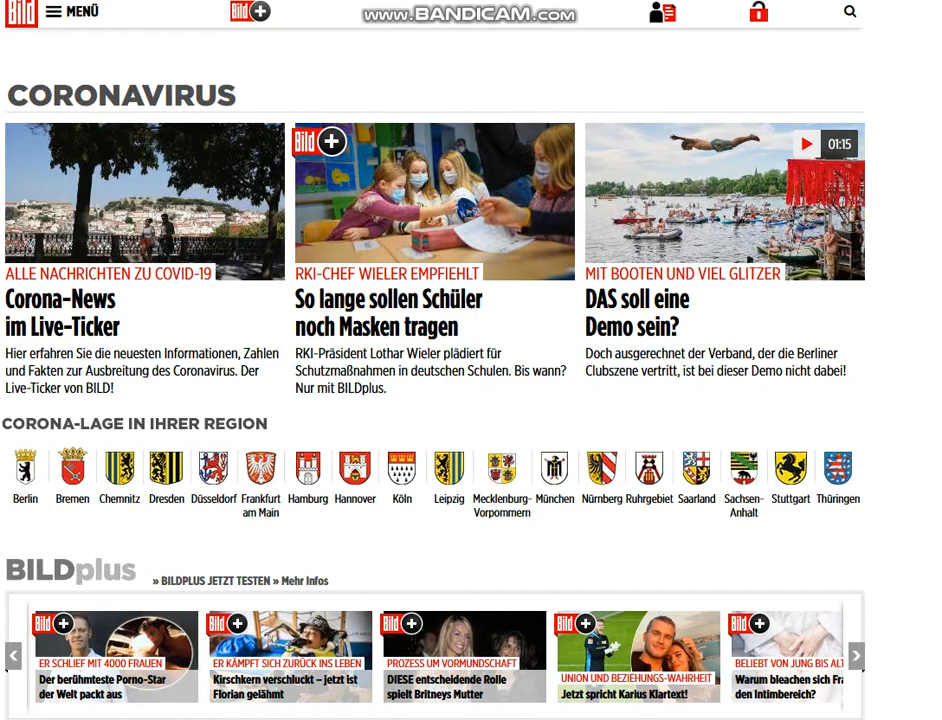 Bild MENÜ
Bild+
www.BANDICAM.com
CORONAVIRUS
ALLE NACHRICHTEN ZU COVID-19
Corona-News
im Live-Ticker
Hier erfahren Sie die neuesten Informationen, Zahlen
und Fakten zur Ausbreitung des Coronavirus. Der
Live-Ticker von BILD!
Bild+
RKI-CHEF WIELER EMPFIEHLT
So lange sollen Schüler
noch Masken tragen
RKI-Präsident Lothar Wieler plädiert für
Schutzmaßnahmen in deutschen Schulen. Bis wann?
Nur mit BILDplus.
01:15
MIT BOOTEN UND VIEL GLITZER
DAS soll eine
Demo sein?
Doch ausgerechnet der Verband, der die Berliner
Clubszene vertritt, ist bei dieser Demo nicht dabei!
CORONA-LAGE IN IHRER REGION
Berlin
Bremen
Chemnitz
Dresden
Düsseldorf
Frankfurt
am Main
Hamburg
Hannover
Köln
Leipzig
Mecklenburg-
Vorpommern
München
Nürnberg
Ruhrgebiet
Saarland
Sachsen-
Anhalt
Stuttgart
Thüringen
BILDplus
» BILDPLUS JETZT TESTEN » Mehr Infos
Bild+
ER SCHLIEF MIT 4000 FRAUEN
Der berühmteste Porno-Star
der Welt packt aus
Bild+
ER KÄMPFT SICH ZURÜCK INS LEBEN
Kirschkern verschluckt – jetzt ist
Florian gelähmt
Bild+
PROZESS UM VORMUNDSCHAFT
DIESE entscheidende Rolle
spielt Britneys Mutter
Bild+
UNION UND BEZIEHUNGS-WAHRHEIT
Jetzt spricht Karius Klartext!
Bild+
BELIEBT VON JUNG BIS ALT
Warum bleachen sich Fra
den Intimbereich?